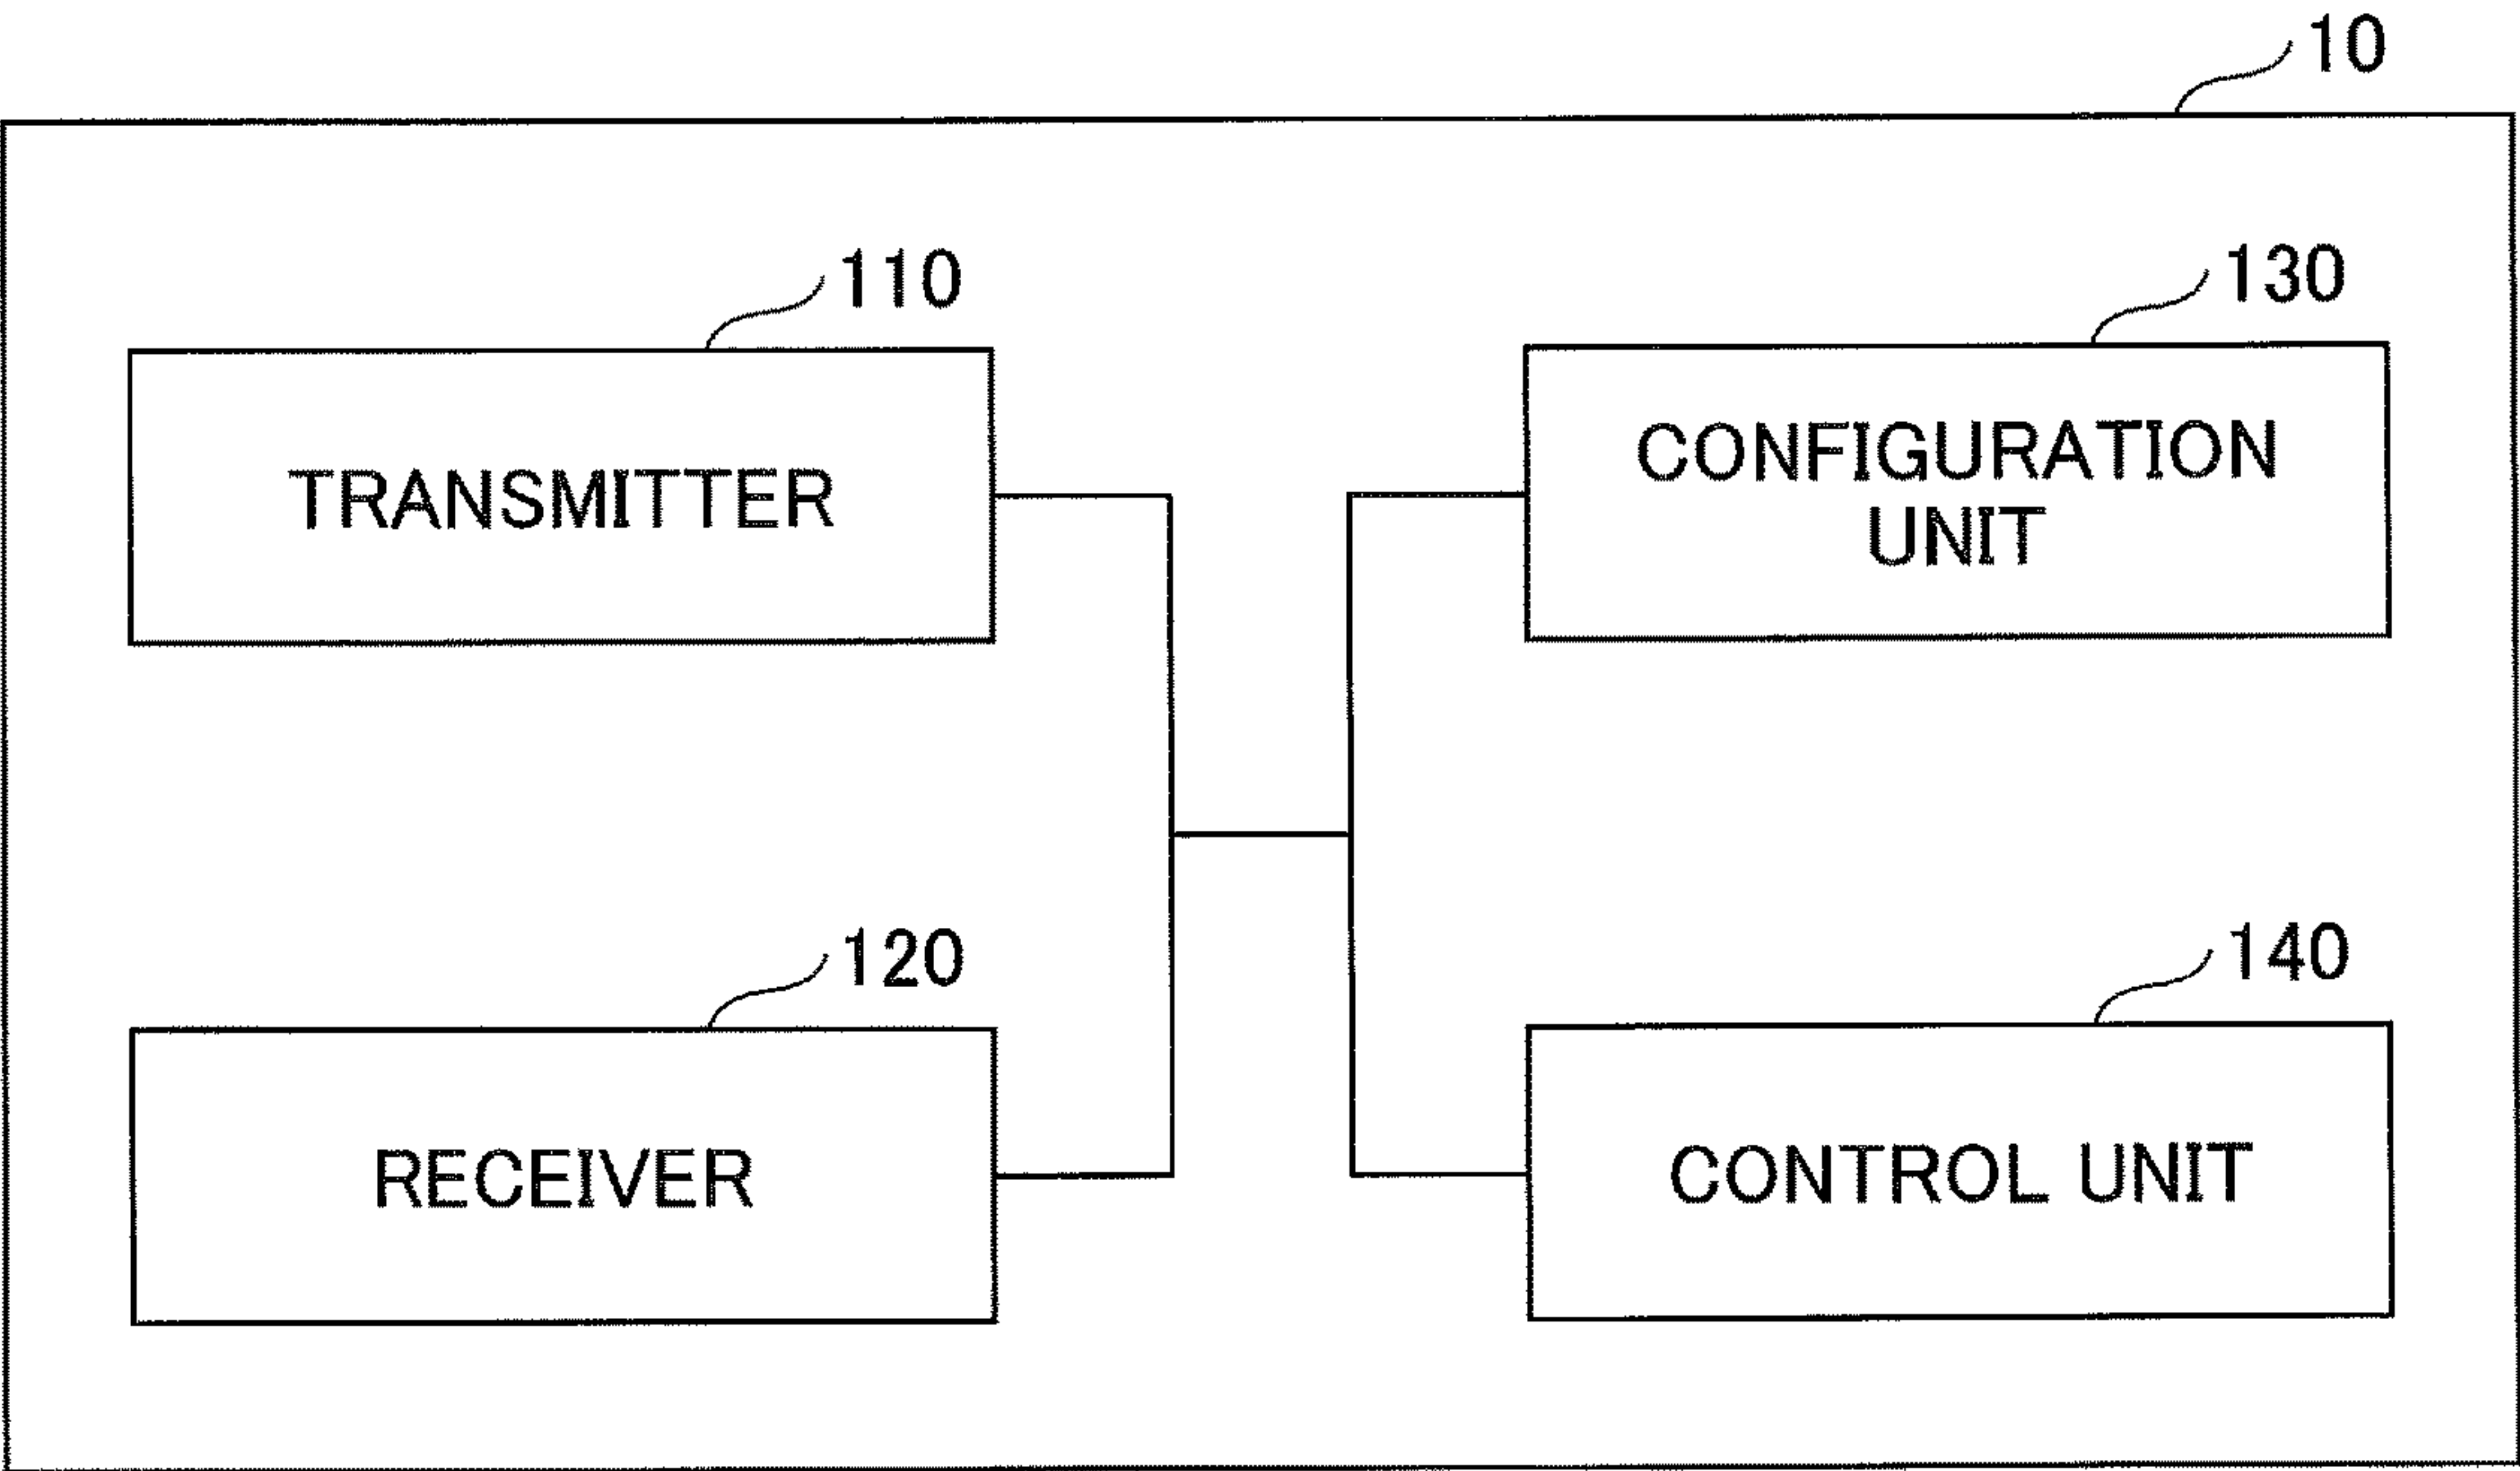 10
110
TRANSMITTER
130
CONFIGURATION
UNIT
120
RECEIVER
140
CONTROL UNIT